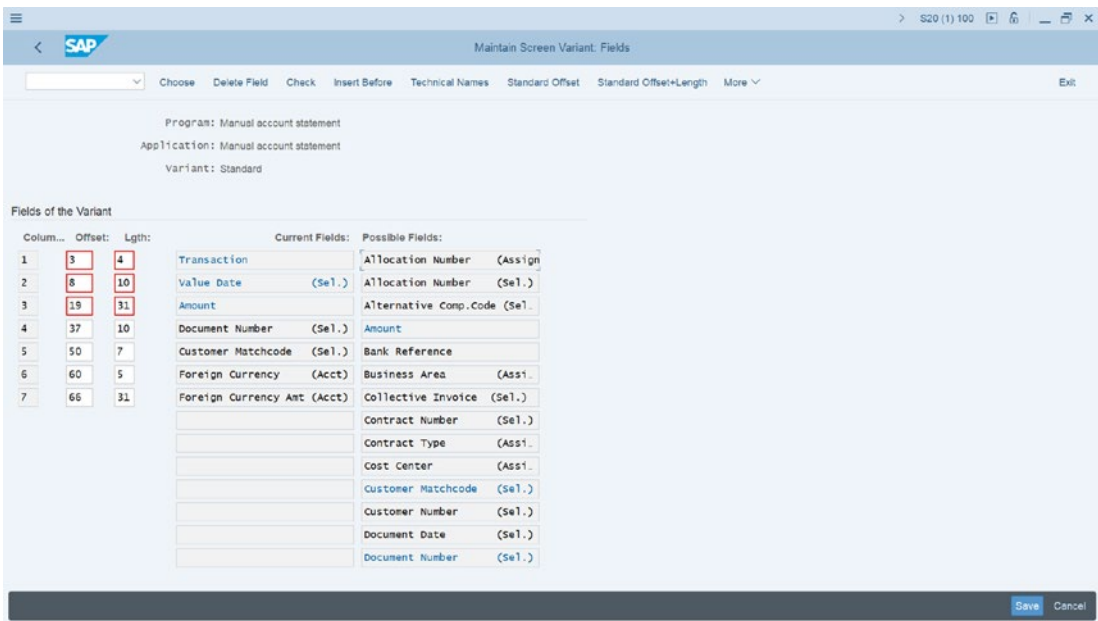 S20 (1) 100
SAP
Maintain Screen Variant: Fields
Choose Delete Field Check Insert Before Technical Names Standard Offset Standard Offset+Length More Exit
Program: Manual account statement
Application: Manual account statement
Variant: Standard
Fields of the Variant
Colum... Offset: Lgth: Current Fields: Possible Fields:
1 3 4 Transaction Allocation Number (Assign
2 8 10 Value Date (Sel.) Allocation Number (Sel.)
3 19 31 Amount Alternative Comp.Code (Sel…
4 37 10 Document Number (Sel.) Amount
5 50 7 Customer Matchcode (Sel.) Bank Reference
6 60 5 Foreign Currency (Acct) Business Area (Assi…
7 66 31 Foreign Currency Amt (Acct) Collective Invoice (Sel.)
Contract Number (Sel.)
Contract Type (Assi…
Cost Center (Assi…
Customer Matchcode (Sel.)
Customer Number (Sel.)
Document Date (Sel.)
Document Number (Sel.)
Save Cancel